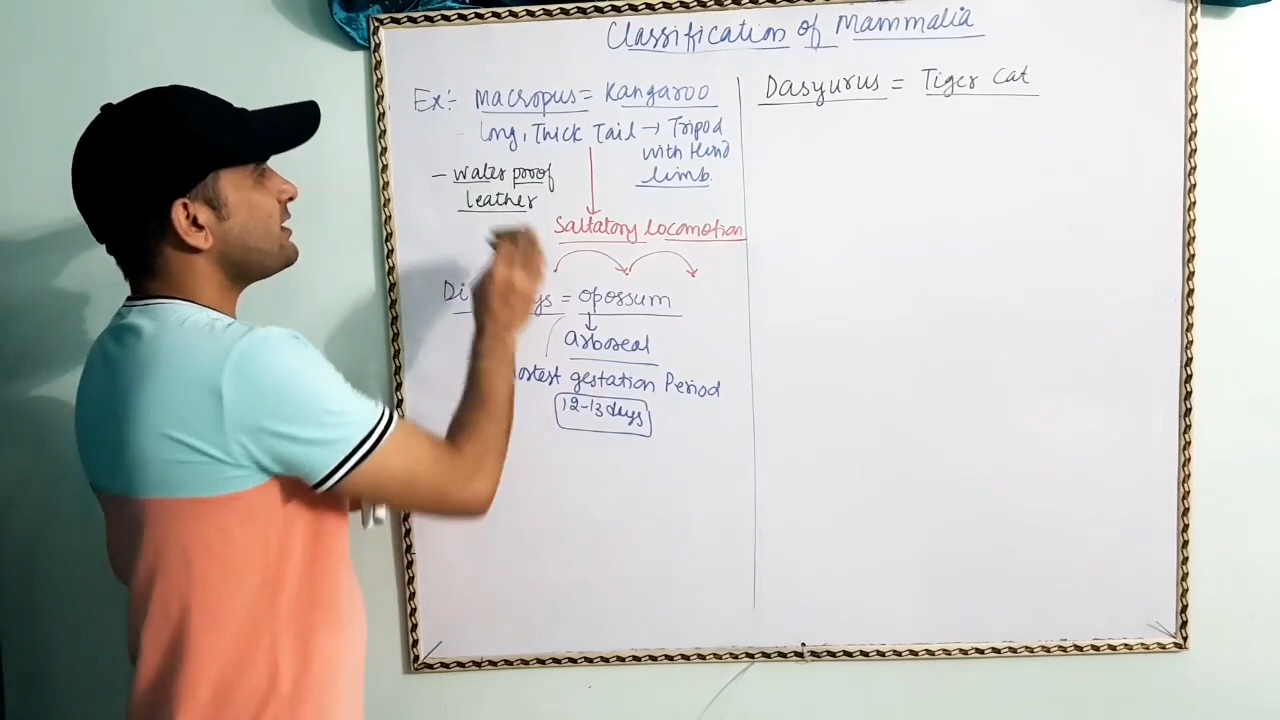 Classification of Mammalia
Ex:- Macropus = Kangaroo
- Long, Thick Tail → Tripod
with Hind
limb.
- water proof
leather
Saltatory locomotion
= opossum
↓
arboreal
gestation Period
12-13 days
Dasyurus = Tiger cat